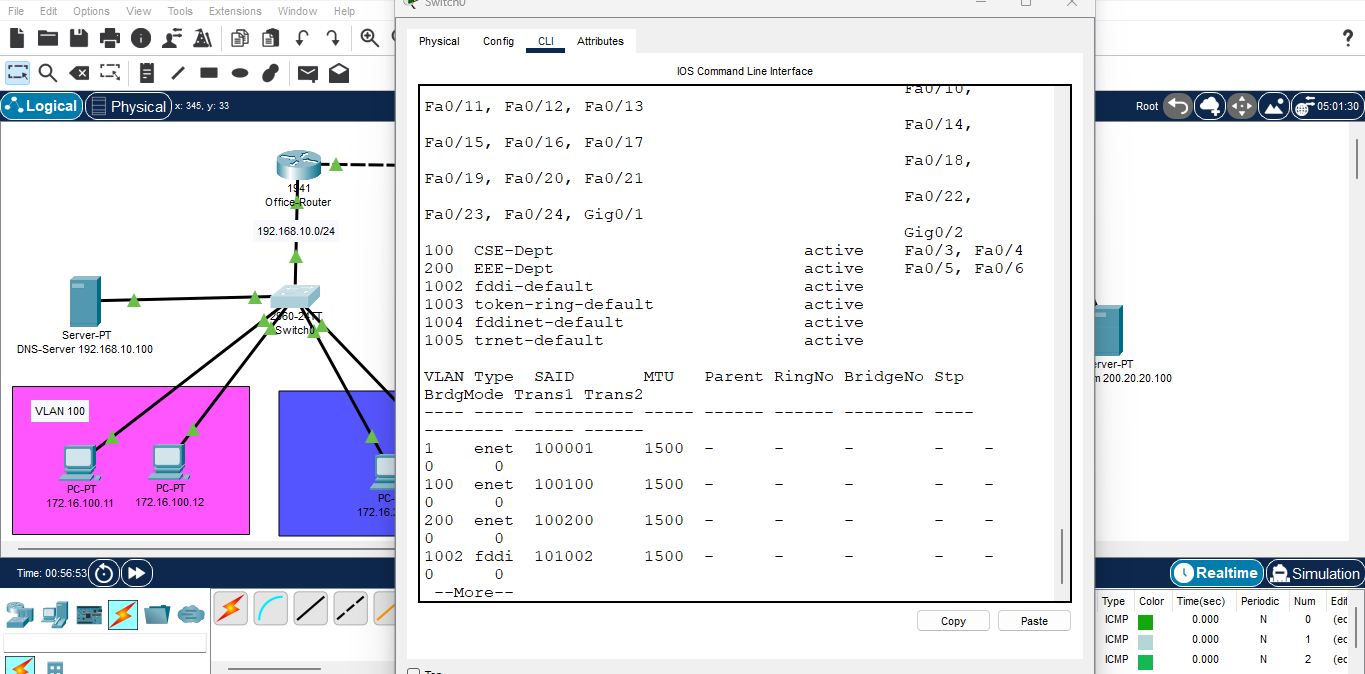 Switch0
File Edit Options View Tools Extensions Window Help
Physical Config CLI Attributes
IOS Command Line Interface
Logical Physical x: 345, y: 33
Root 05:01:30
1941
Office-Router
192.168.10.0/24
2960-24TT
Switch0
Server-PT
DNS-Server 192.168.10.100
VLAN 100
PC-PT
172.16.100.11
PC-PT
172.16.100.12
PC-
172.16.
Fa0/10,
Fa0/11, Fa0/12, Fa0/13
Fa0/14,
Fa0/15, Fa0/16, Fa0/17
Fa0/18,
Fa0/19, Fa0/20, Fa0/21
Fa0/22,
Fa0/23, Fa0/24, Gig0/1
Gig0/2
100 CSE-Dept active Fa0/3, Fa0/4
200 EEE-Dept active Fa0/5, Fa0/6
1002 fddi-default active
1003 token-ring-default active
1004 fddinet-default active
1005 trnet-default active
VLAN Type SAID MTU Parent RingNo BridgeNo Stp
BrdgMode Trans1 Trans2
---- ----- ---------- ----- ------ ------ -------- ----
-------- ------ ------
1 enet 100001 1500 - - - - -
0 0
100 enet 100100 1500 - - - - -
0 0
200 enet 100200 1500 - - - - -
0 0
1002 fddi 101002 1500 - - - - -
0 0
--More--
Copy Paste
erver-PT
200.20.20.100
Time: 00:56:53
Realtime Simulation
Type Color Time(sec) Periodic Num Edit
ICMP 0.000 N 0 (ec
ICMP 0.000 N 1 (ec
ICMP 0.000 N 2 (ec